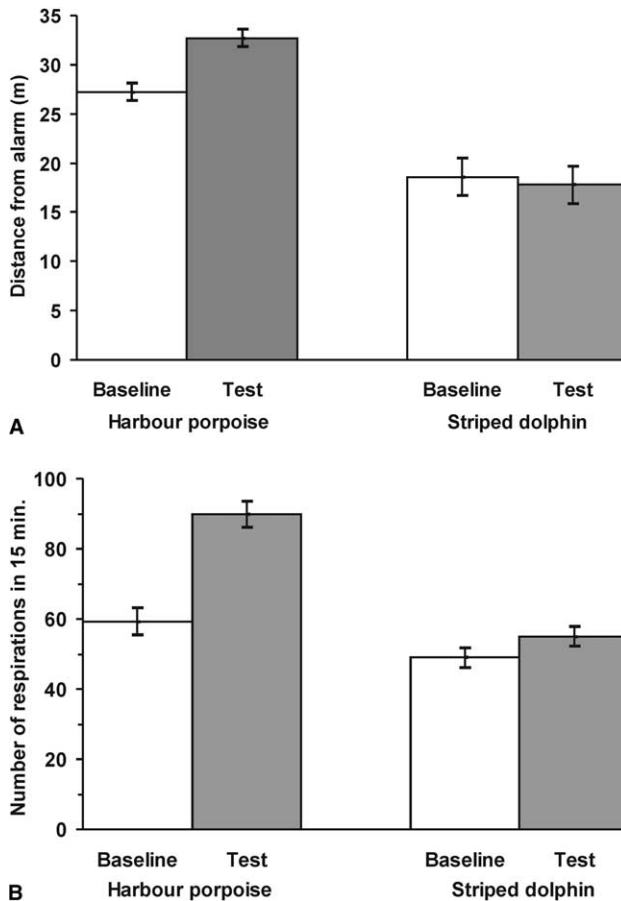 Distance from alarm (m)
35
30
25
20
15
10
5
0
Baseline Test Baseline Test
Harbour porpoise Striped dolphin
A
Number of respirations in 15 min.
100
80
60
40
20
0
Baseline Test Baseline Test
Harbour porpoise Striped dolphin
B